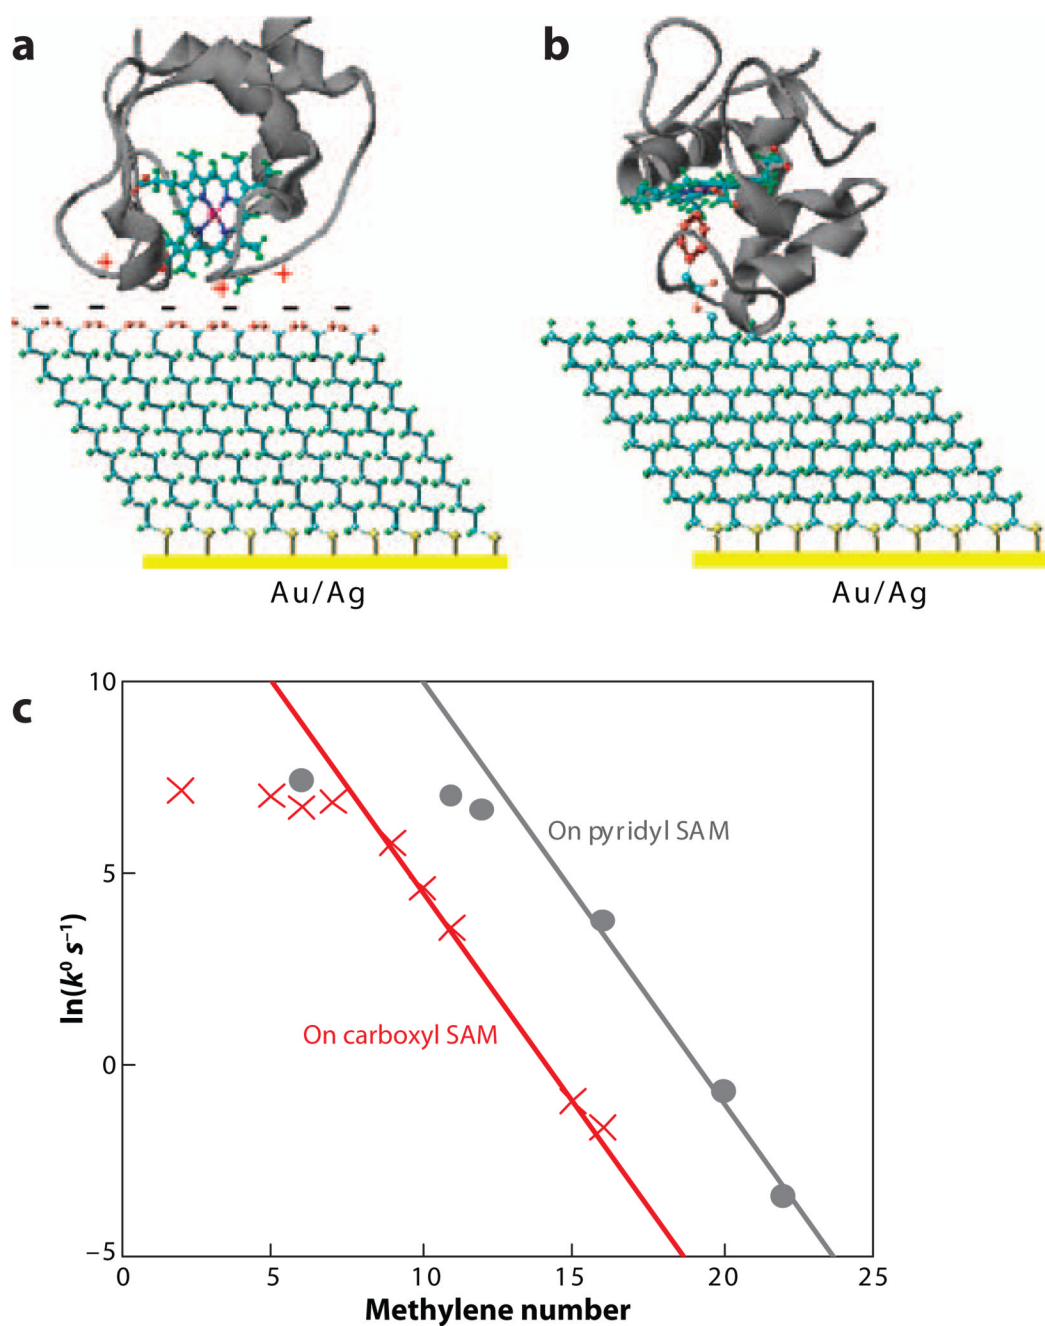 a
b
Au/Ag
Au/Ag
c
10
5
0
−5
ln(k⁰ s⁻¹)
On pyridyl SAM
On carboxyl SAM
0
5
10
15
20
25
Methylene number